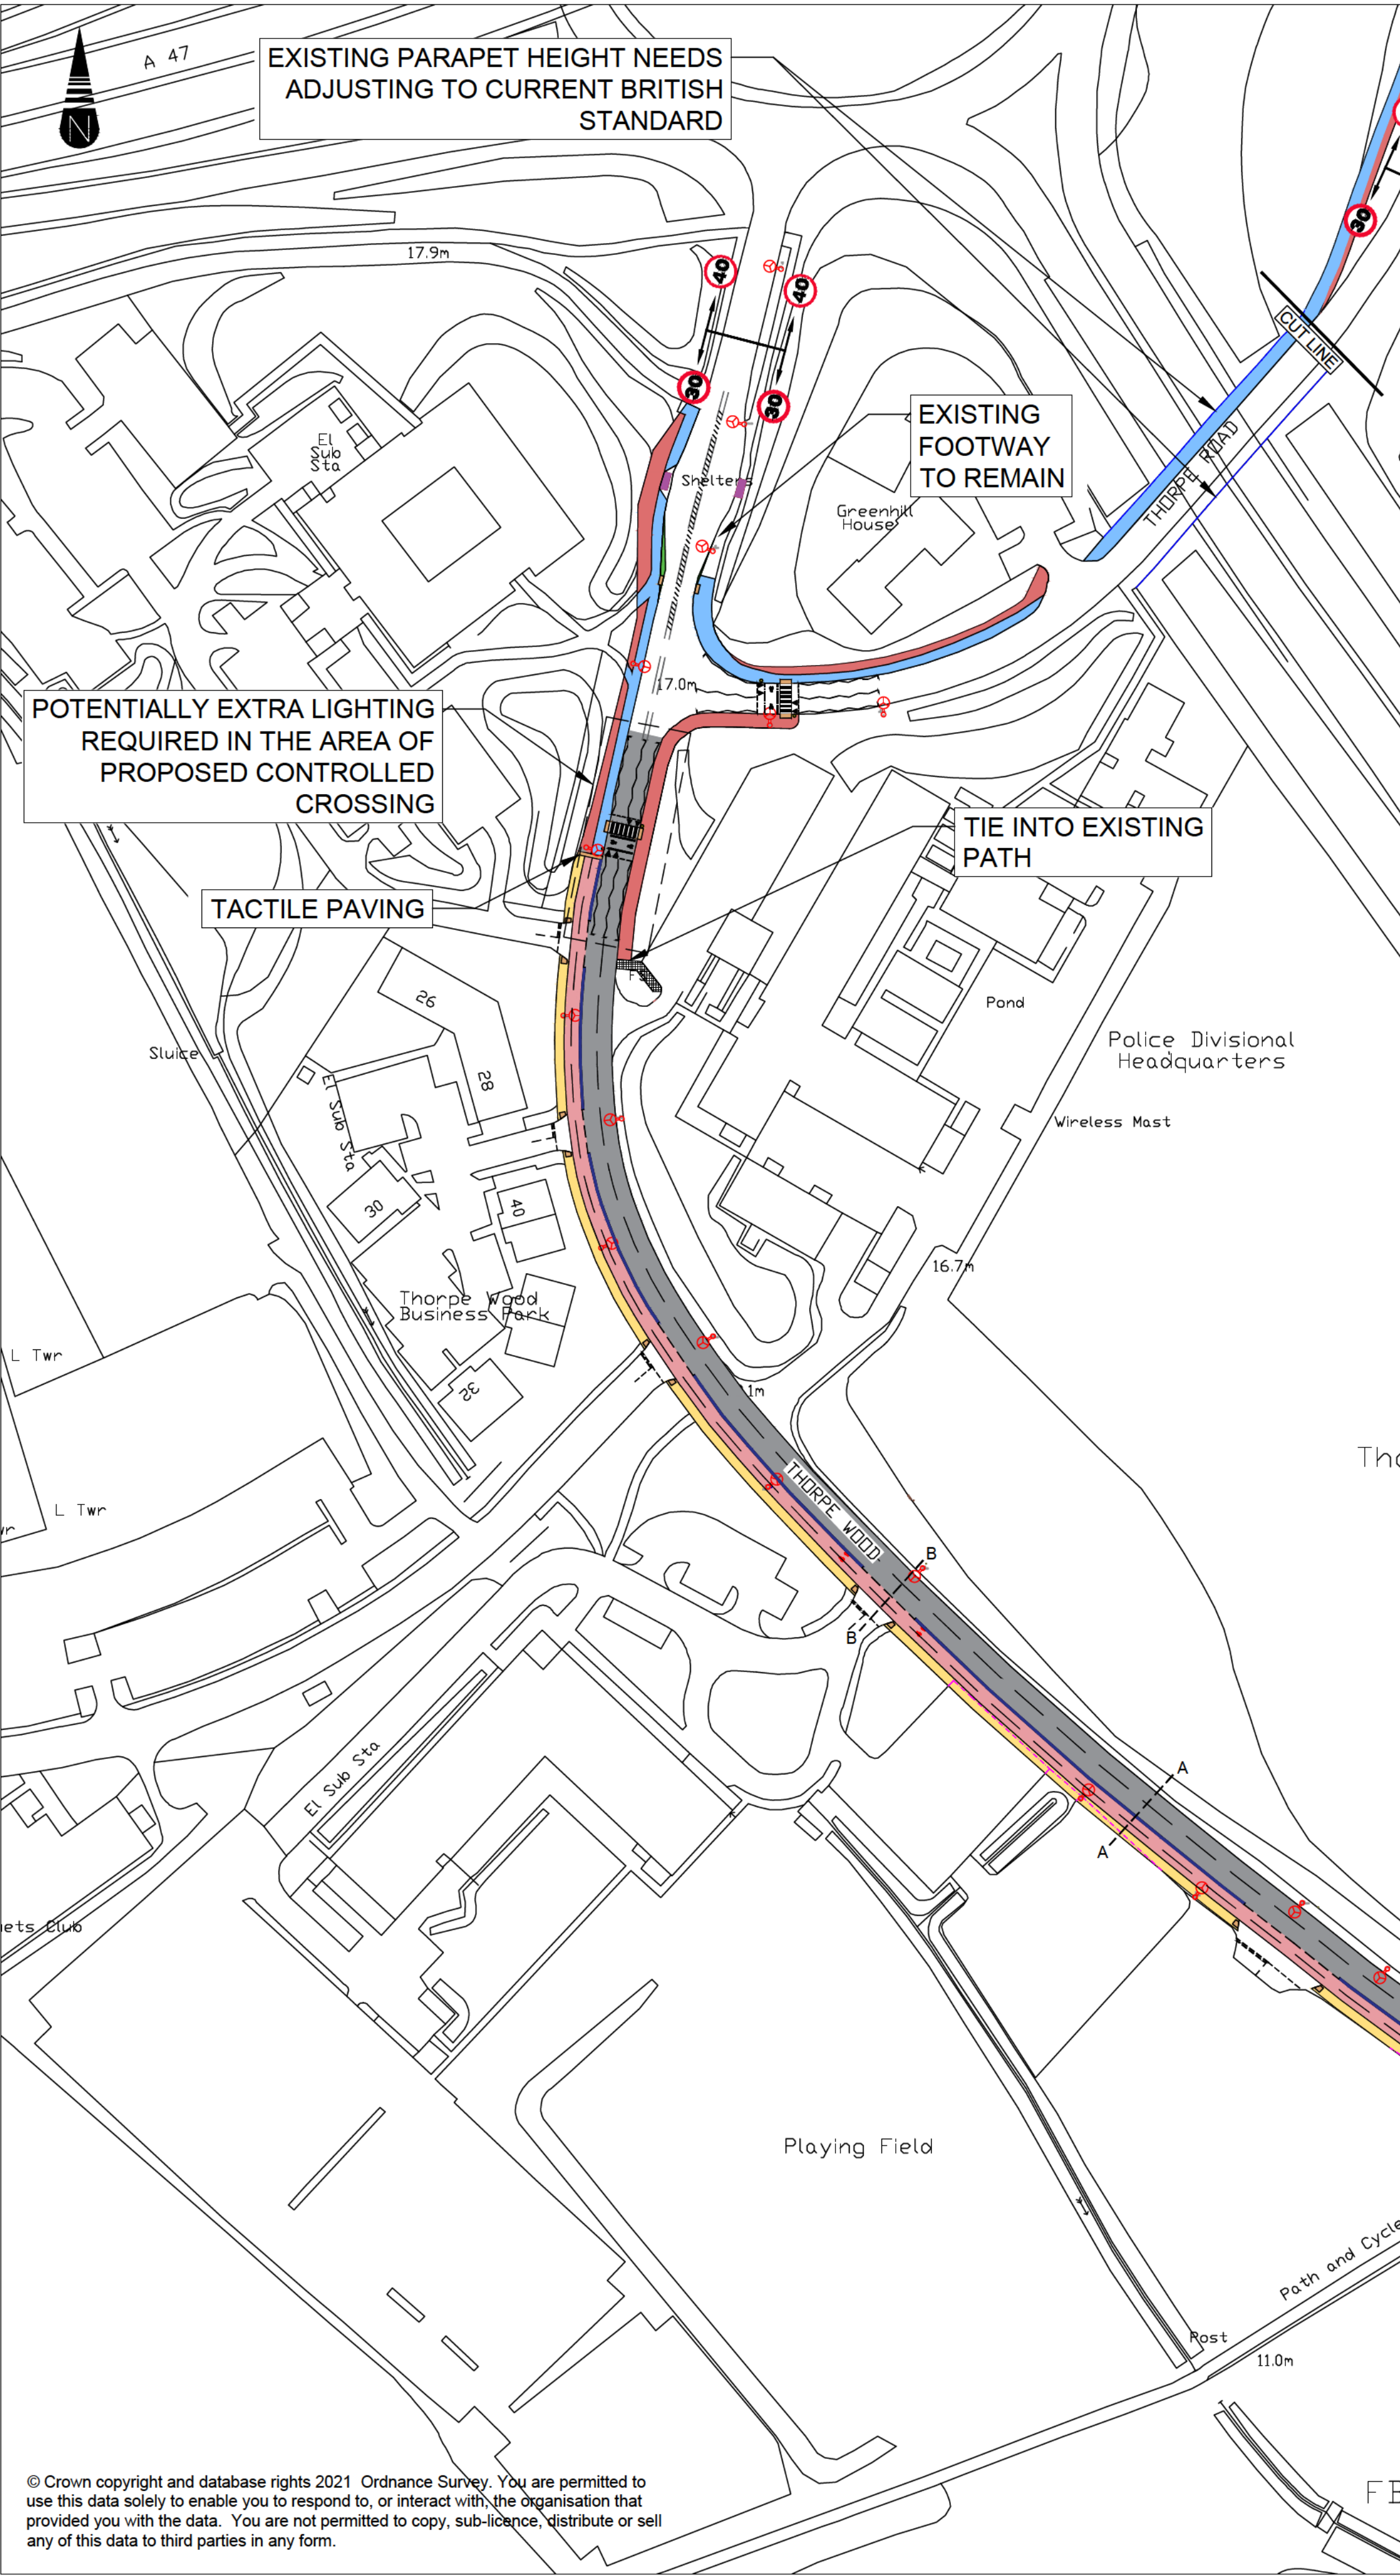 A 47
N
EXISTING PARAPET HEIGHT NEEDS
ADJUSTING TO CURRENT BRITISH
STANDARD
17.9m
40
40
30
30
30
CUT LINE
THORPE ROAD
EXISTING
FOOTWAY
TO REMAIN
El
Sub
Sta
Shelters
Greenhill
House
17.0m
POTENTIALLY EXTRA LIGHTING
REQUIRED IN THE AREA OF
PROPOSED CONTROLLED
CROSSING
TIE INTO EXISTING
PATH
TACTILE PAVING
26
28
Sluice
El Sub Sta
30
40
Pond
Police Divisional
Headquarters
Wireless Mast
16.7m
Thorpe Wood
Business Park
32
L Twr
L Twr
THORPE WOOD
B
B
A
A
El Sub Sta
Club
Playing Field
Path and Cycle
Post
11.0m
© Crown copyright and database rights 2021 Ordnance Survey. You are permitted to
use this data solely to enable you to respond to, or interact with, the organisation that
provided you with the data. You are not permitted to copy, sub-licence, distribute or sell
any of this data to third parties in any form.